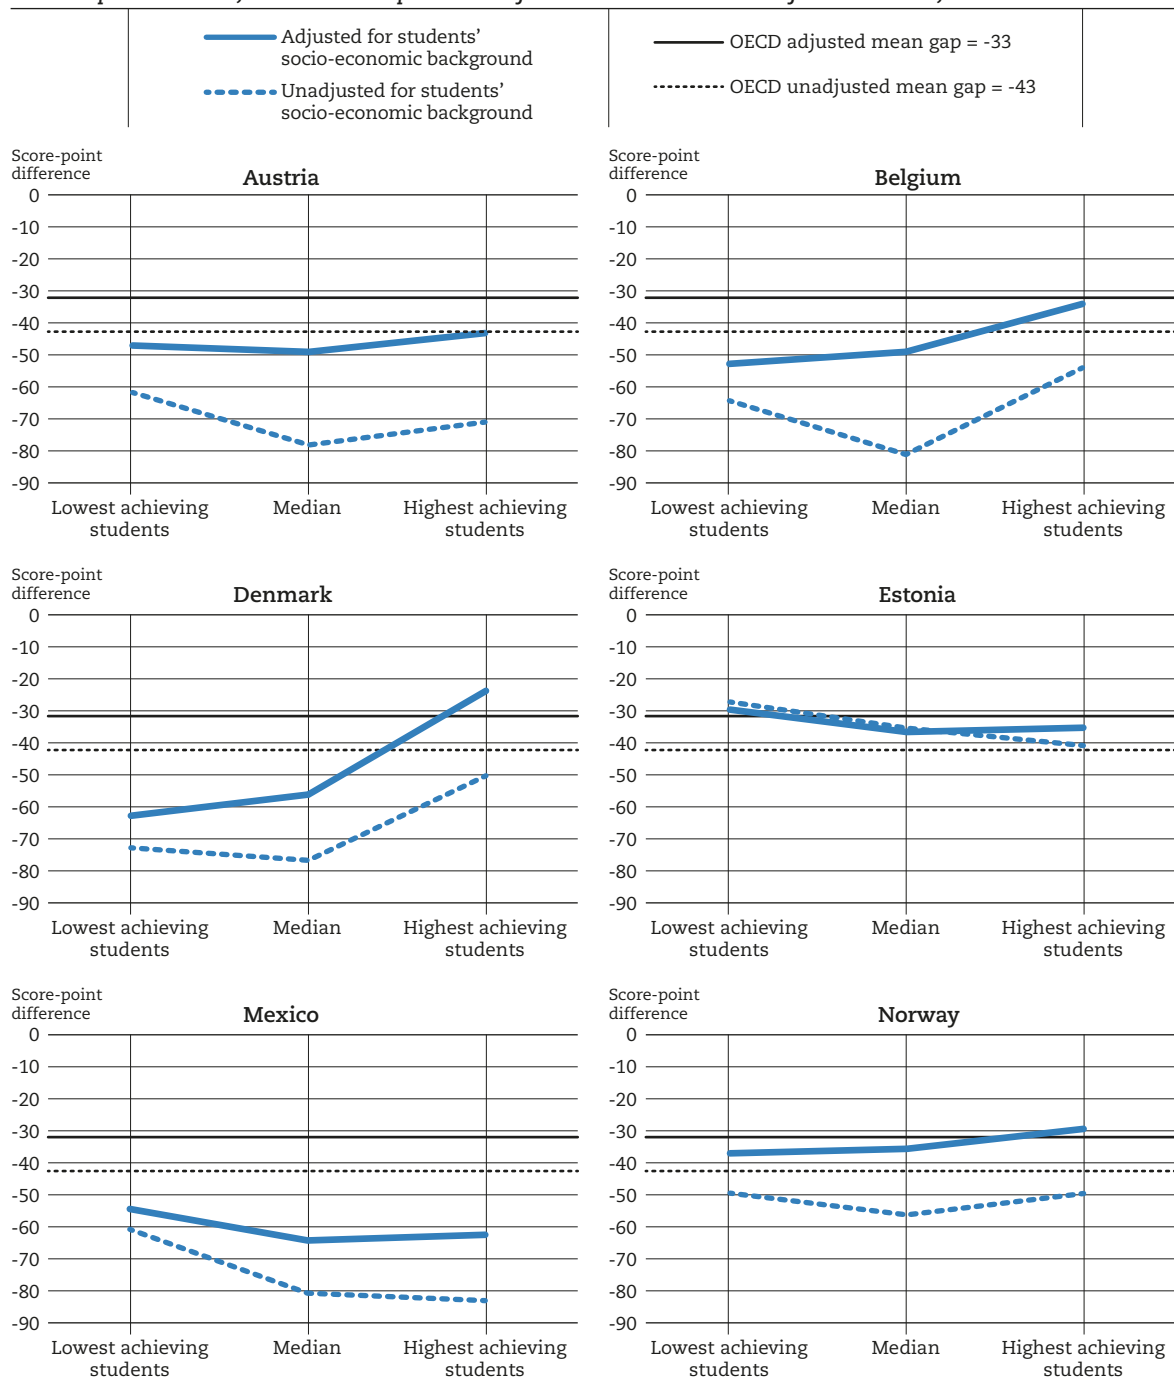 Adjusted for students'
socio-economic background
Unadjusted for students'
socio-economic background
OECD adjusted mean gap = -33
OECD unadjusted mean gap = -43
Score-point
difference
Austria
0
-10
-20
-30
-40
-50
-60
-70
-80
-90
Lowest achieving
students
Median
Highest achieving
students
Score-point
difference
Belgium
0
-10
-20
-30
-40
-50
-60
-70
-80
-90
Lowest achieving
students
Median
Highest achieving
students
Score-point
difference
Denmark
0
-10
-20
-30
-40
-50
-60
-70
-80
-90
Lowest achieving
students
Median
Highest achieving
students
Score-point
difference
Estonia
0
-10
-20
-30
-40
-50
-60
-70
-80
-90
Lowest achieving
students
Median
Highest achieving
students
Score-point
difference
Mexico
0
-10
-20
-30
-40
-50
-60
-70
-80
-90
Lowest achieving
students
Median
Highest achieving
students
Score-point
difference
Norway
0
-10
-20
-30
-40
-50
-60
-70
-80
-90
Lowest achieving
students
Median
Highest achieving
students